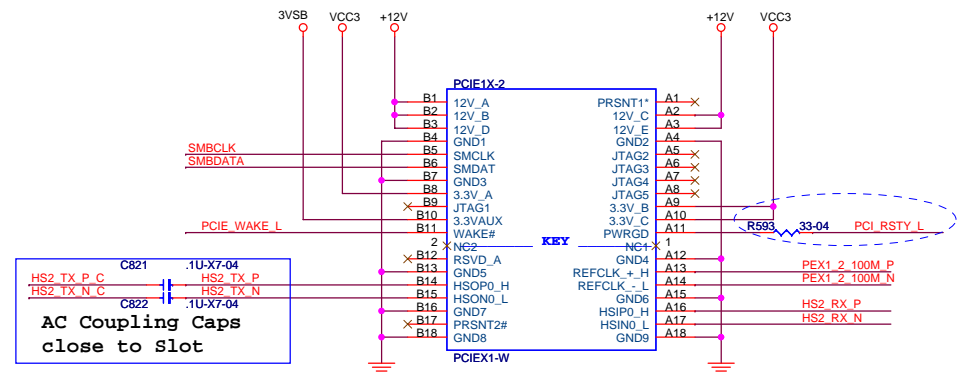 3VSB VCC3 +12V +12V VCC3
PCIE1X-2
B1 12V_A PRSNT1* A1
B2 12V_B 12V_C A2
B3 12V_D 12V_E A3
B4 GND1 GND2 A4
SMBCLK B5 SMCLK JTAG2 A5
SMBDATA B6 SMDAT JTAG3 A6
B7 GND3 JTAG4 A7
B8 3.3V_A JTAG5 A8
B9 JTAG1 3.3V_B A9
B10 3.3VAUX 3.3V_C A10
PCIE_WAKE_L B11 WAKE# PWRGD A11 R593 33-04 PCI_RSTY_L
2 NC2 KEY NC1 1
B12 RSVD_A GND4 A12
C821 .1U-X7-04 B13 GND5 REFCLK_+_H A13 PEX1_2_100M_P
HS2_TX_P_C HS2_TX_P B14 HSOP0_H REFCLK_-_L A14 PEX1_2_100M_N
HS2_TX_N_C HS2_TX_N B15 HSON0_L GND6 A15
C822 .1U-X7-04 B16 GND7 HSIP0_H A16 HS2_RX_P
AC Coupling Caps B17 PRSNT2# HSIN0_L A17 HS2_RX_N
close to Slot B18 GND8 GND9 A18
PCIEX1-W